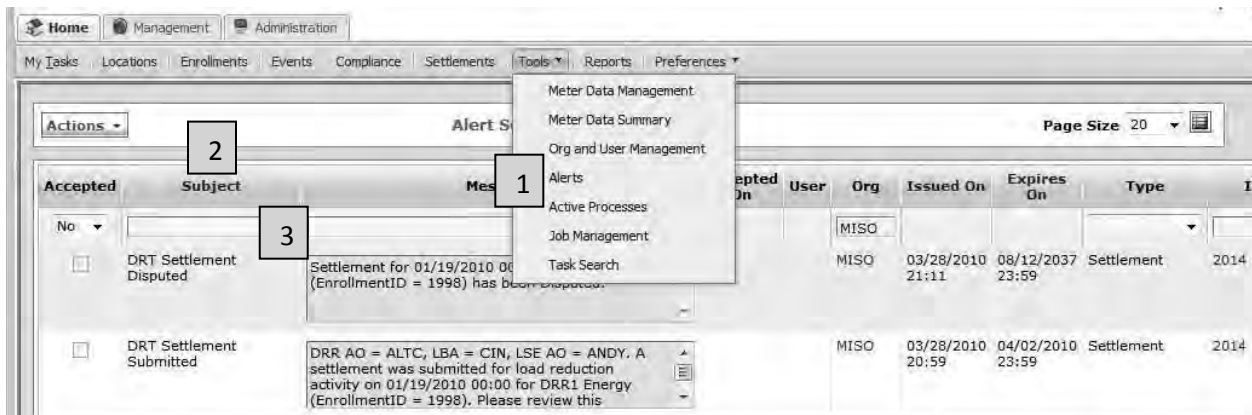 Home Management Administration
My Tasks Locations Enrollments Events Compliance Settlements Tools Reports Preferences
Meter Data Management
Meter Data Summary
Org and User Management
Alerts
Active Processes
Job Management
Task Search
Actions Alert Page Size 20
2
1
3
Accepted Subject On User Org Issued On Expires On Type
No MISO
DRT Settlement Disputed
Settlement for 01/19/2010
(EnrollmentID = 1998) has been Disputed.
MISO 03/28/2010 21:11 08/12/2037 23:59 Settlement 2014
DRT Settlement Submitted
DRR AO = ALTC, LBA = CIN, LSE AO = ANDY. A
settlement was submitted for load reduction
activity on 01/19/2010 00:00 for DRR1 Energy
(EnrollmentID = 1998). Please review this
MISO 03/28/2010 20:59 04/02/2010 23:59 Settlement 2014